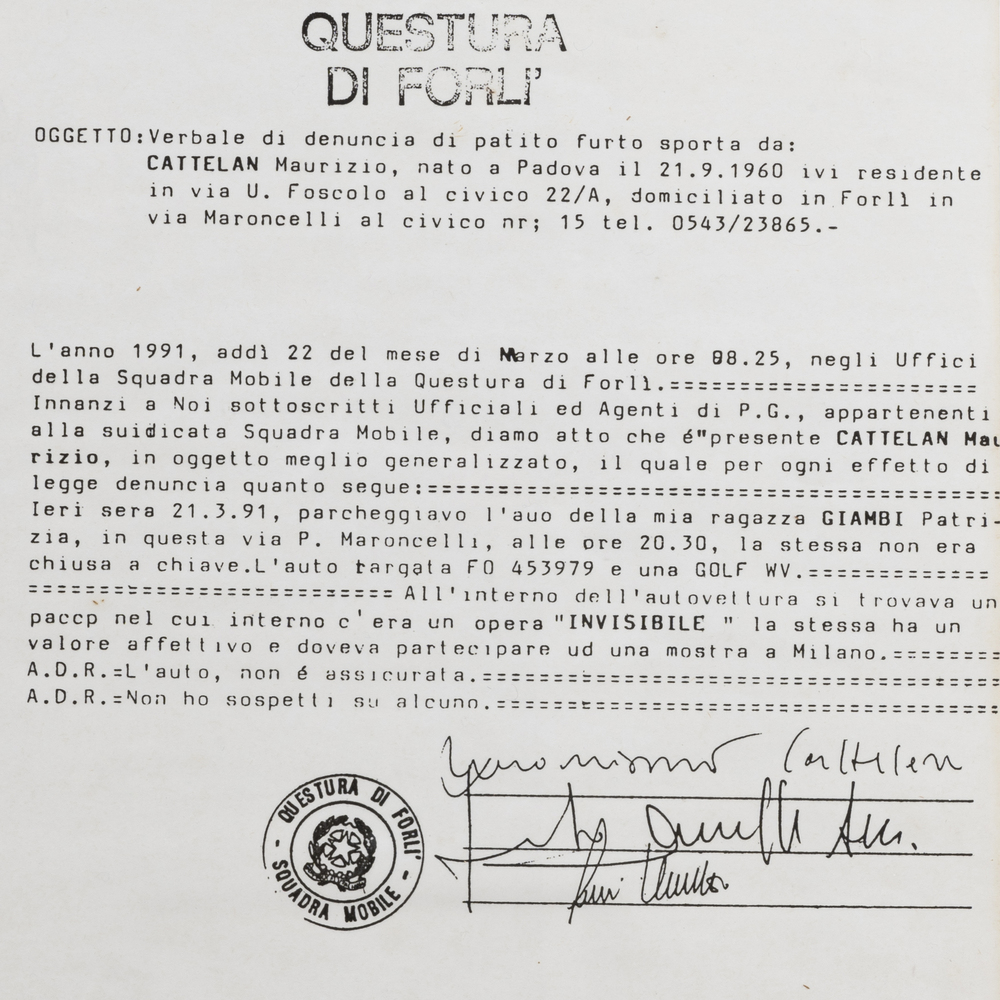 QUESTURA
DI FORLI'
OGGETTO:Verbale di denuncia di patito furto sporta da:
CATTELAN Maurizio, nato a Padova il 21.9.1960 ivi residente
in via U. Foscolo al civico 22/A, domiciliato in Forlì in
via Maroncelli al civico nr; 15 tel. 0543/23865.-
L'anno 1991, addì 22 del mese di Marzo alle ore 08.25, negli Uffici
della Squadra Mobile della Questura di Forlì.=======================
Innanzi a Noi sottoscritti Ufficiali ed Agenti di P.G., appartenenti
alla suidicata Squadra Mobile, diamo atto che é"presente CATTELAN Mau
rizio, in oggetto meglio generalizzato, il quale per ogni effetto di
legge denuncia quanto segue:==========================================
Ieri sera 21.3.91, parcheggiavo l'auo della mia ragazza GIAMBI Patri-
zia, in questa via P. Maroncelli, alle ore 20.30, la stessa non era
chiusa a chiave.L'auto targata FO 453979 e una GOLF WV.=============
============================ All'interno dell'autovettura si trovava un
paccp nel cui interno c'era un opera "INVISIBILE " la stessa ha un
valore affettivo e doveva partecipare ud una mostra a Milano.========
A.D.R.=L'auto, non é assicurata.=====================================
A.D.R.=Non ho sospetti su alcuno.====================================
Cattelan
QUESTURA DI FORLI'
- SQUADRA MOBILE -